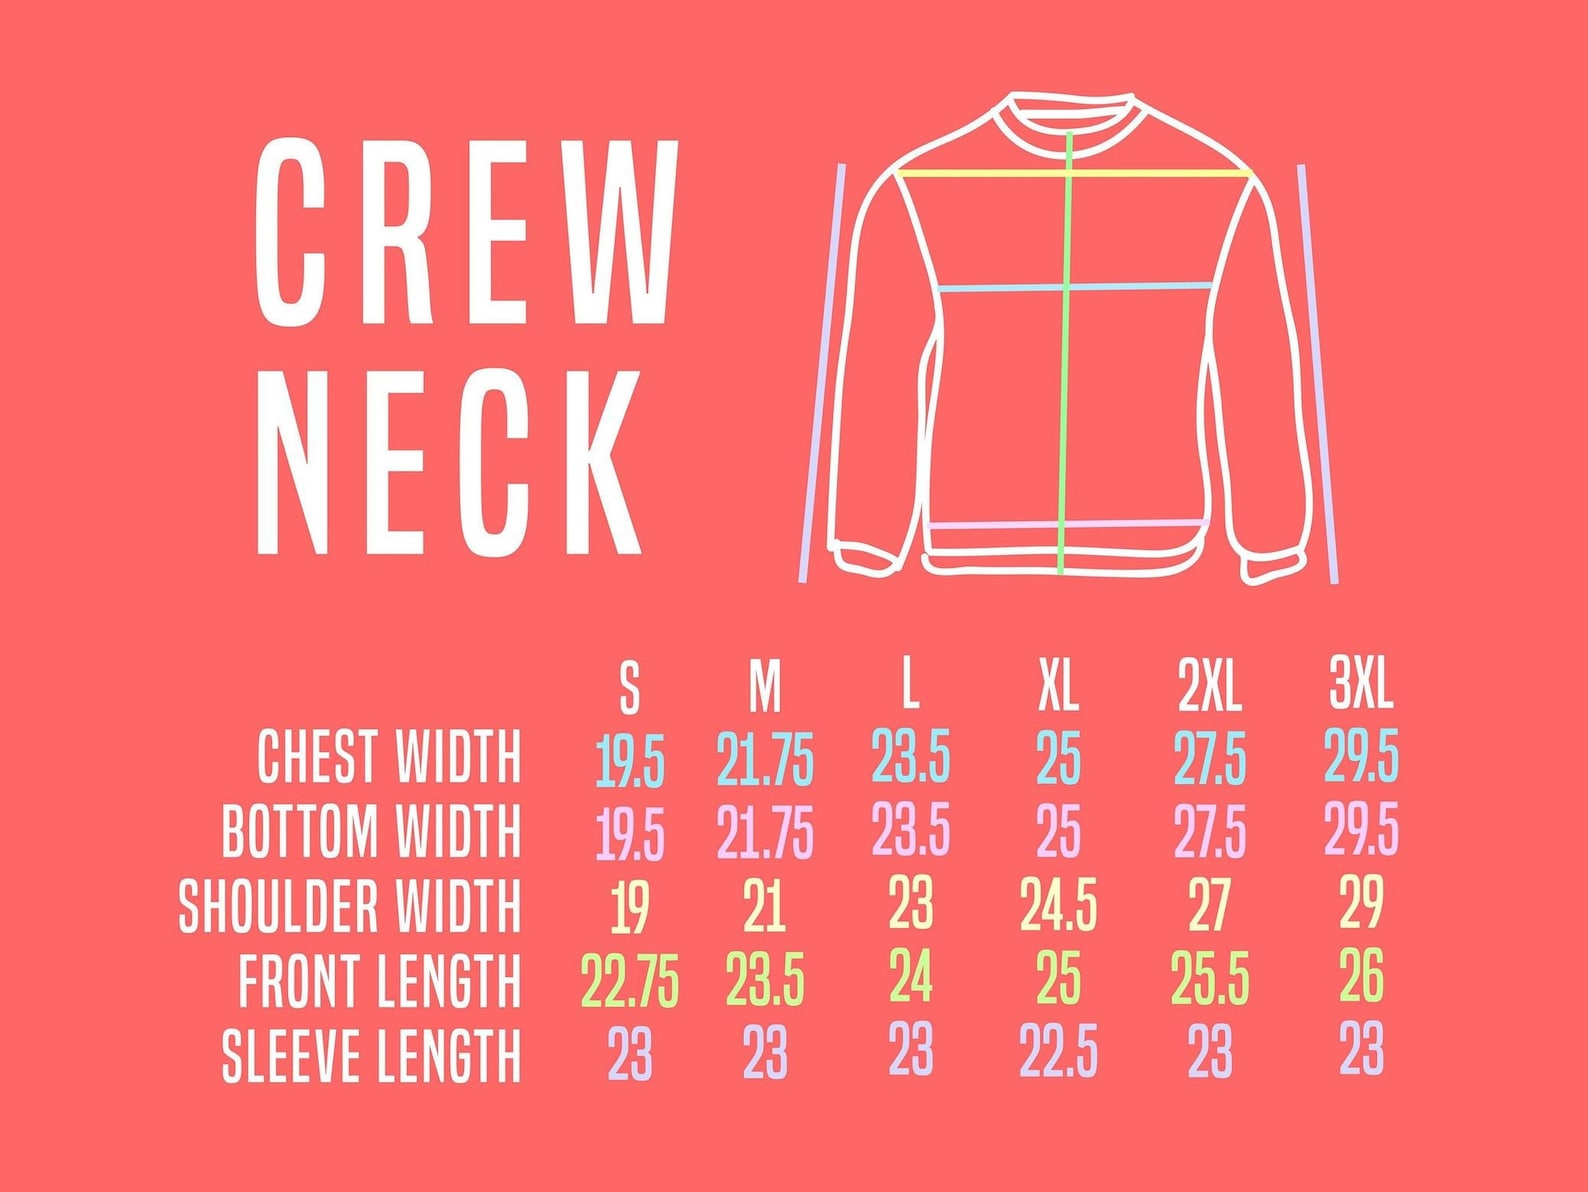 CREW
NECK
S M L XL 2XL 3XL
CHEST WIDTH 19.5 21.75 23.5 25 27.5 29.5
BOTTOM WIDTH 19.5 21.75 23.5 25 27.5 29.5
SHOULDER WIDTH 19 21 23 24.5 27 29
FRONT LENGTH 22.75 23.5 24 25 25.5 26
SLEEVE LENGTH 23 23 23 22.5 23 23